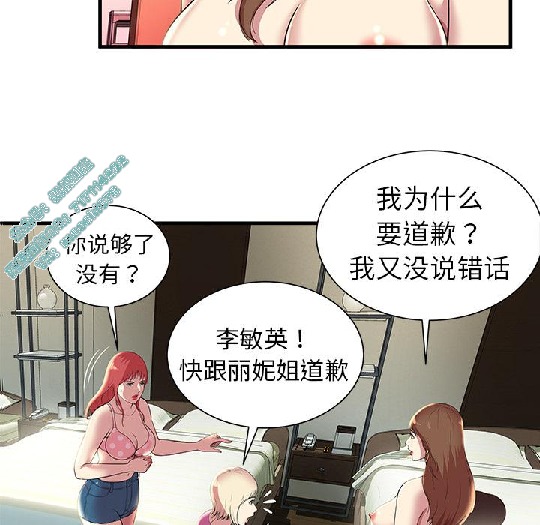 你说够了
没有？
李敏英！
快跟丽妮姐道歉
我为什么
要道歉？
我又没说错话